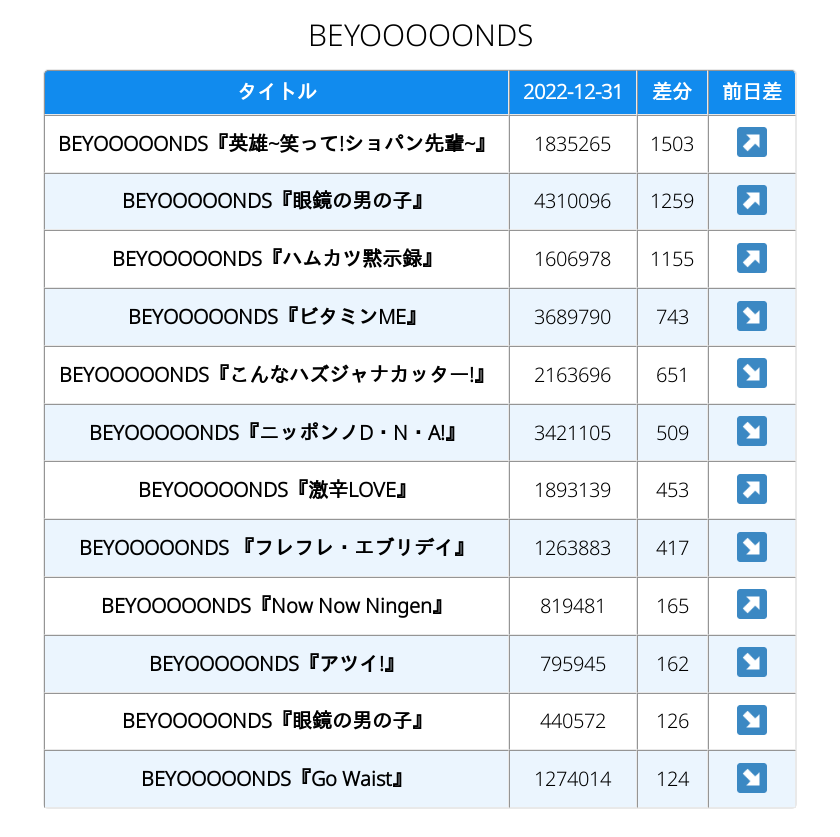 BEYOOOOONDS
タイトル 2022-12-31 差分 前日差
BEYOOOOONDS『英雄~笑って!ショパン先輩~』 1835265 1503 ↗
BEYOOOOONDS『眼鏡の男の子』 4310096 1259 ↗
BEYOOOOONDS『ハムカツ黙示録』 1606978 1155 ↗
BEYOOOOONDS『ビタミンME』 3689790 743 ↘
BEYOOOOONDS『こんなハズジャナカッター!』 2163696 651 ↘
BEYOOOOONDS『ニッポンノD・N・A!』 3421105 509 ↘
BEYOOOOONDS『激辛LOVE』 1893139 453 ↗
BEYOOOOONDS 『フレフレ・エブリデイ』 1263883 417 ↘
BEYOOOOONDS『Now Now Ningen』 819481 165 ↗
BEYOOOOONDS『アツイ!』 795945 162 ↘
BEYOOOOONDS『眼鏡の男の子』 440572 126 ↘
BEYOOOOONDS『Go Waist』 1274014 124 ↘